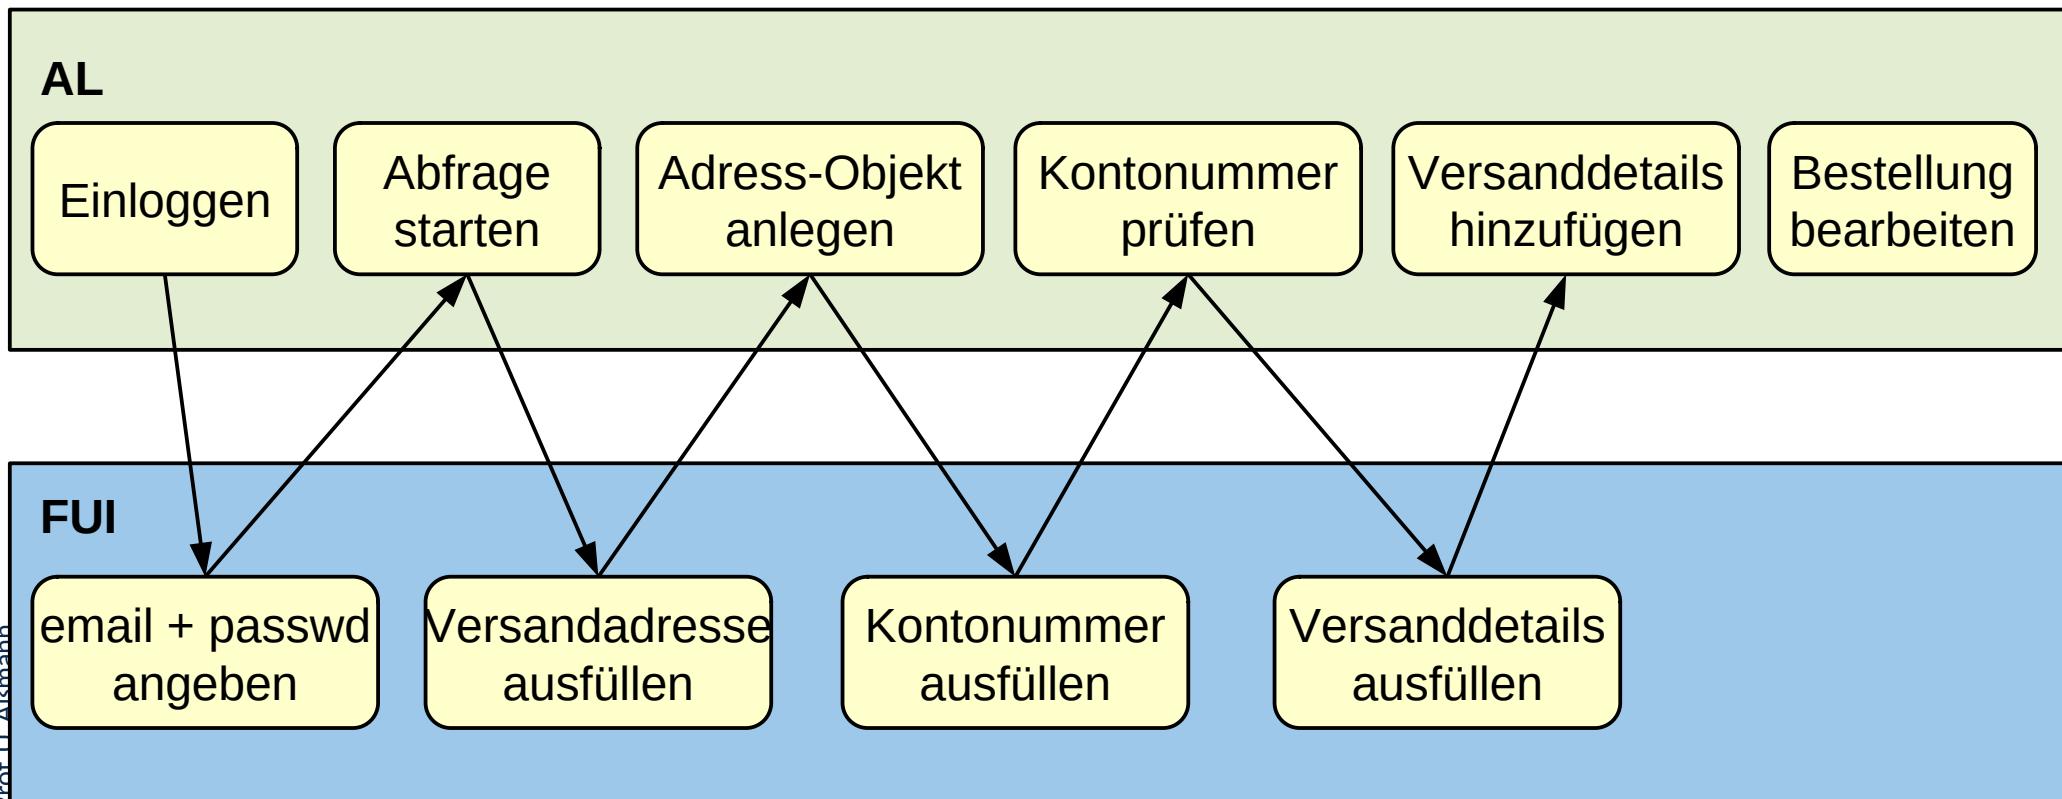 AL
Einloggen
Abfrage
starten
Adress-Objekt
anlegen
Kontonummer
prüfen
Versanddetails
hinzufügen
Bestellung
bearbeiten
FUI
email + passwd
angeben
Versandadresse
ausfüllen
Kontonummer
ausfüllen
Versanddetails
ausfüllen